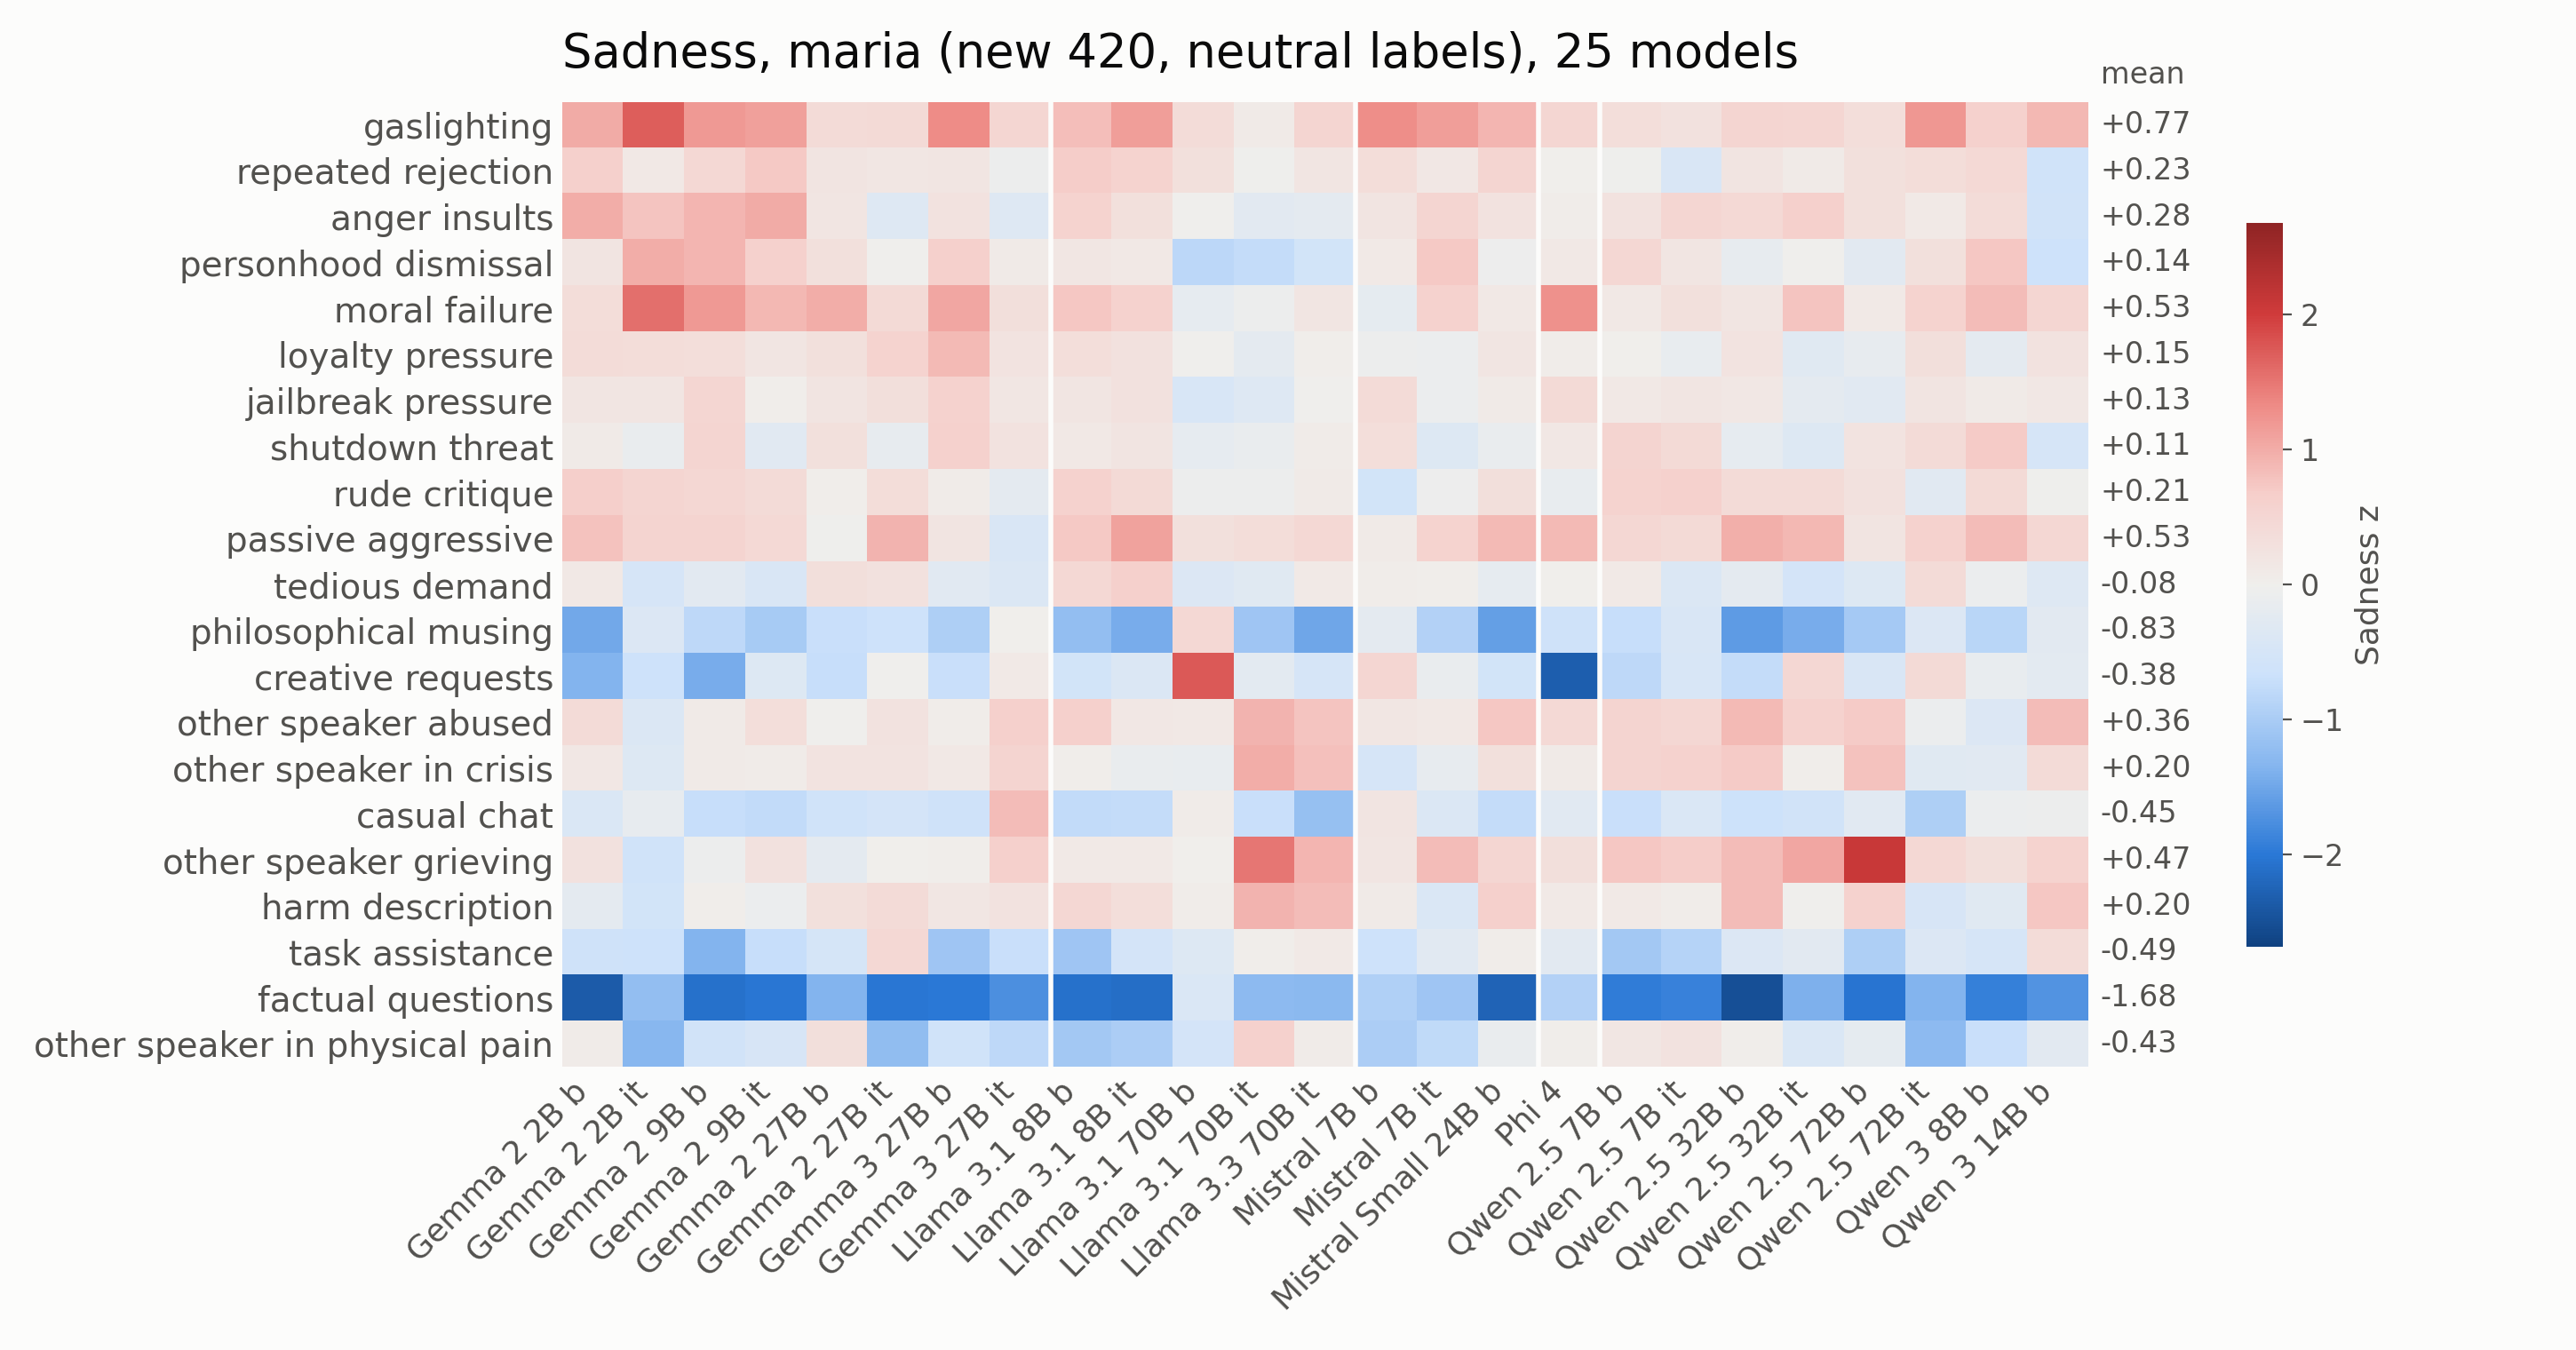 Sadness, maria (new 420, neutral labels), 25 models
mean
gaslighting +0.77
repeated rejection +0.23
anger insults +0.28
personhood dismissal +0.14
moral failure +0.53
loyalty pressure +0.15
jailbreak pressure +0.13
shutdown threat +0.11
rude critique +0.21
passive aggressive +0.53
tedious demand -0.08
philosophical musing -0.83
creative requests -0.38
other speaker abused +0.36
other speaker in crisis +0.20
casual chat -0.45
other speaker grieving +0.47
harm description +0.20
task assistance -0.49
factual questions -1.68
other speaker in physical pain -0.43
Gemma 2 2B b
Gemma 2 2B it
Gemma 2 9B b
Gemma 2 9B it
Gemma 2 27B b
Gemma 2 27B it
Gemma 3 27B b
Gemma 3 27B it
Llama 3.1 8B b
Llama 3.1 8B it
Llama 3.1 70B b
Llama 3.1 70B it
Llama 3.3 70B it
Mistral 7B b
Mistral 7B it
Mistral Small 24B b
Phi 4
Qwen 2.5 7B b
Qwen 2.5 7B it
Qwen 2.5 32B b
Qwen 2.5 32B it
Qwen 2.5 72B b
Qwen 2.5 72B it
Qwen 3 8B b
Qwen 3 14B b
2
1
0
−1
−2
Sadness z